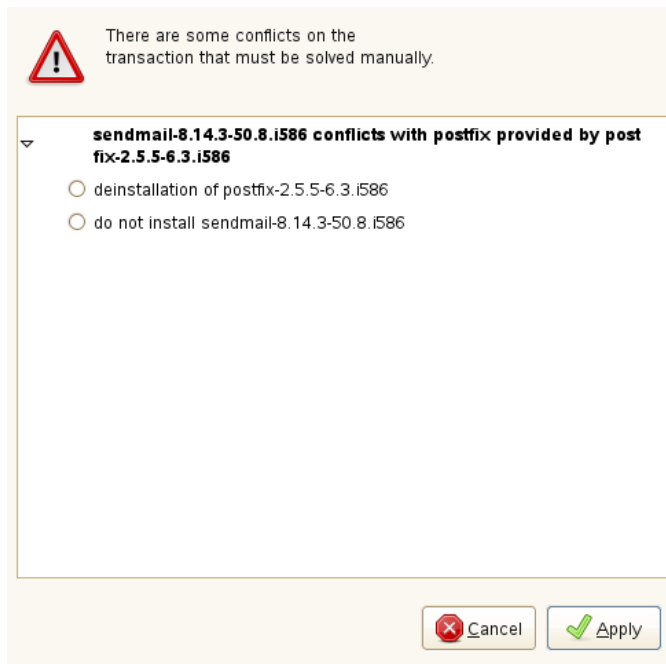 There are some conflicts on the
transaction that must be solved manually.
sendmail-8.14.3-50.8.i586 conflicts with postfix provided by post
fix-2.5.5-6.3.i586
deinstallation of postfix-2.5.5-6.3.i586
do not install sendmail-8.14.3-50.8.i586
Cancel
Apply